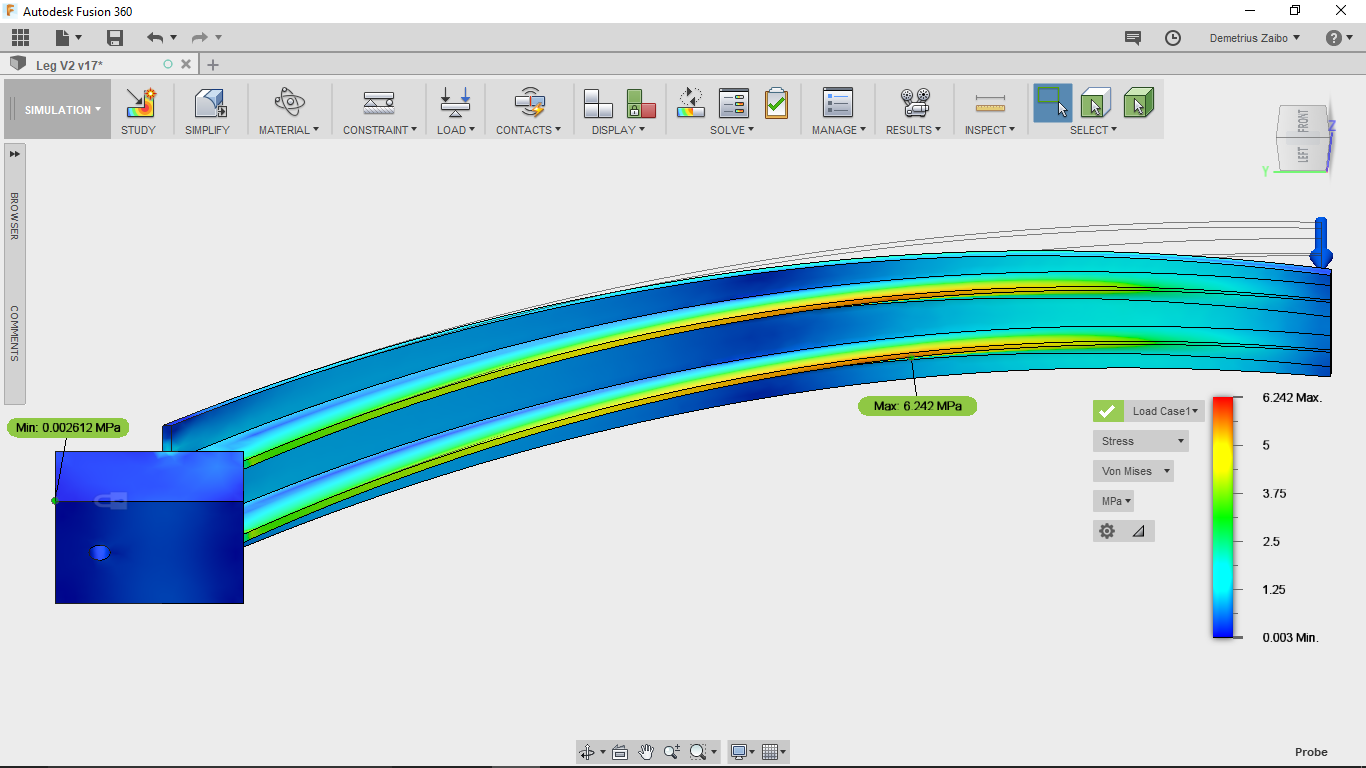 Autodesk Fusion 360
Demetrius Zaibo
Leg V2 v17*
SIMULATION
STUDY
SIMPLIFY
MATERIAL
CONSTRAINT
LOAD
CONTACTS
DISPLAY
SOLVE
MANAGE
RESULTS
INSPECT
SELECT
BROWSER
COMMENTS
FRONT
LEFT
Z
Y
Min: 0.002612 MPa
Max: 6.242 MPa
Load Case1
Stress
Von Mises
MPa
6.242 Max.
5
3.75
2.5
1.25
0.003 Min.
Probe